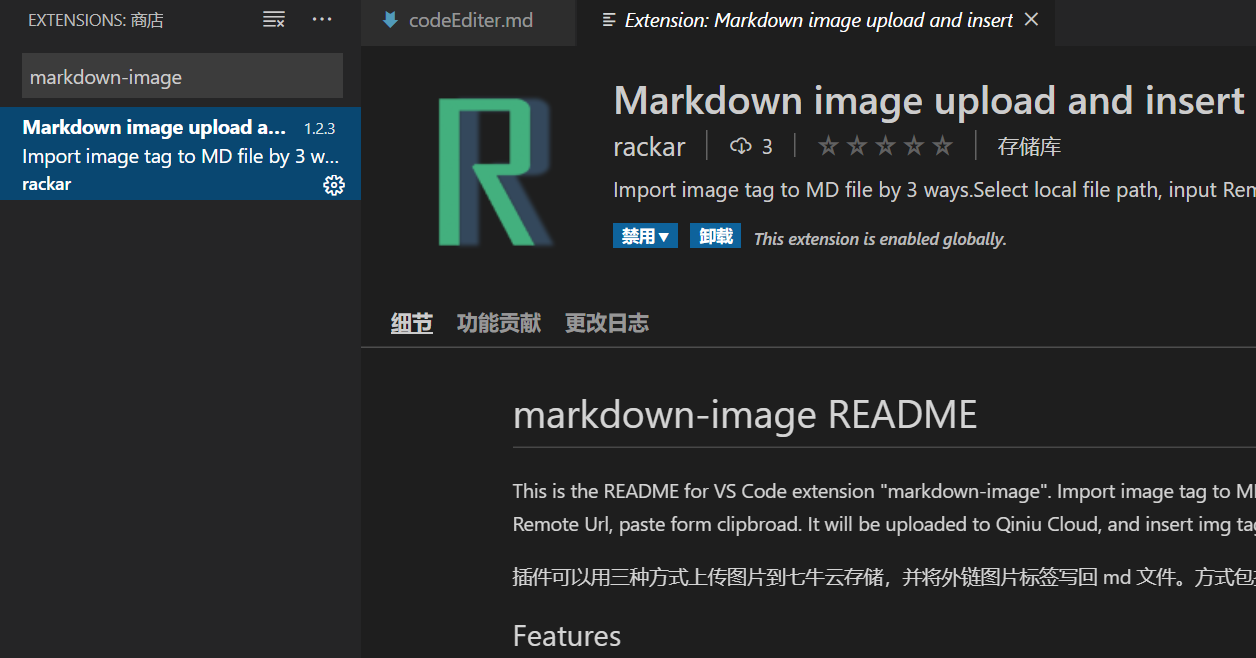 EXTENSIONS: 商店
markdown-image
Markdown image upload a... 1.2.3
Import image tag to MD file by 3 w...
rackar
codeEditer.md
Extension: Markdown image upload and insert
R
Markdown image upload and insert
rackar 3 存储库
Import image tag to MD file by 3 ways.Select local file path, input Rem
禁用 卸载 This extension is enabled globally.
细节 功能贡献 更改日志
markdown-image README
This is the README for VS Code extension "markdown-image". Import image tag to M
Remote Url, paste form clipbroad. It will be uploaded to Qiniu Cloud, and insert img tag
插件可以用三种方式上传图片到七牛云存储，并将外链图片标签写回 md 文件。方式包
Features